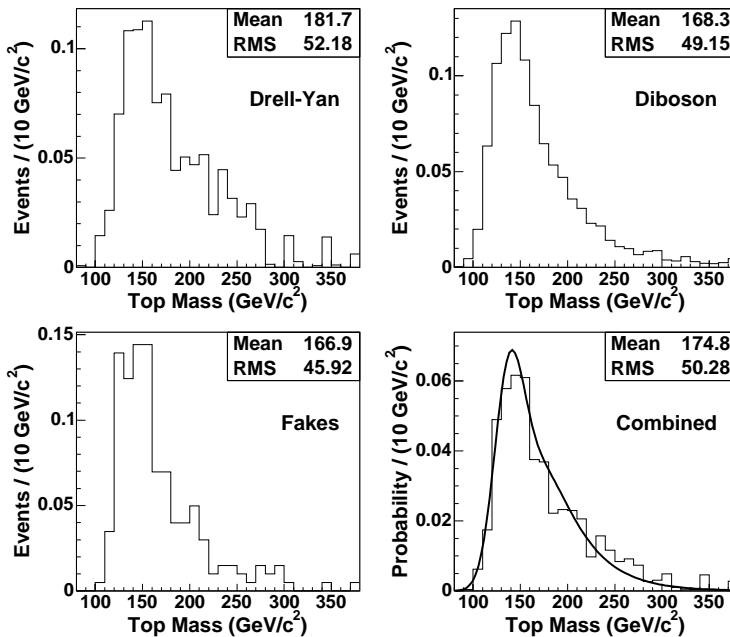 Mean 181.7
RMS 52.18
Drell-Yan
Events / (10 GeV/c²)
0.1
0.05
0
100 150 200 250 300 350
Top Mass (GeV/c²)
Mean 168.3
RMS 49.15
Diboson
Events / (10 GeV/c²)
0.1
0.05
0
100 150 200 250 300 350
Top Mass (GeV/c²)
Mean 166.9
RMS 45.92
Fakes
Events / (10 GeV/c²)
0.15
0.1
0.05
0
100 150 200 250 300 350
Top Mass (GeV/c²)
Mean 174.8
RMS 50.28
Combined
Probability / (10 GeV/c²)
0.06
0.04
0.02
0
100 150 200 250 300 350
Top Mass (GeV/c²)